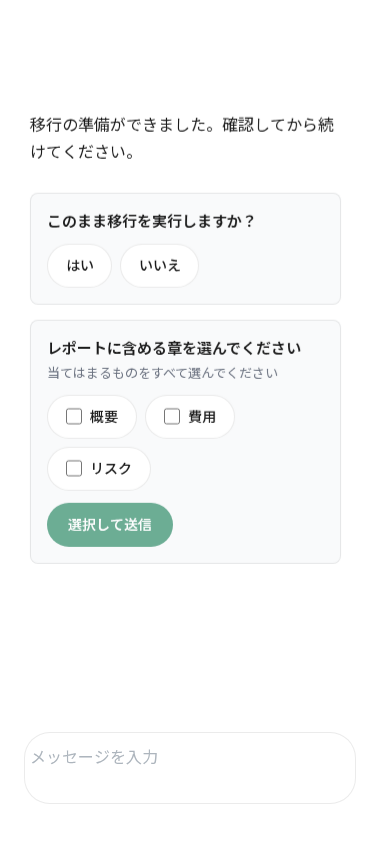 移行の準備ができました。確認してから続
けてください。
このまま移行を実行しますか？
はい
いいえ
レポートに含める章を選んでください
当てはまるものをすべて選んでください
概要
費用
リスク
選択して送信
メッセージを入力